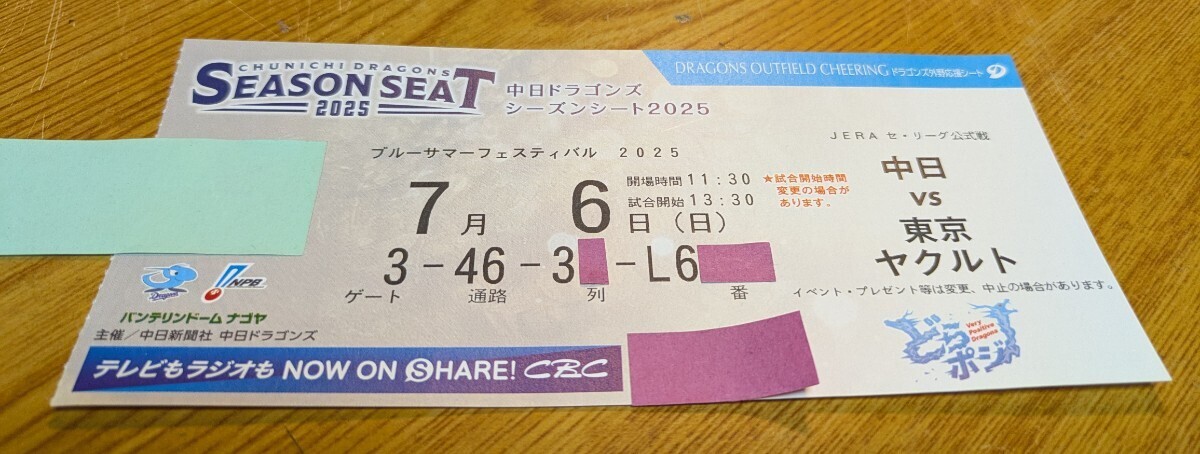 CHUNICHI DRAGONS
SEASON SEAT
2025
中日ドラゴンズ
シーズンシート2025
DRAGONS OUTFIELD CHEERING ドラゴンズ外野応援シート
D
ブルーサマーフェスティバル 2025
7月 6日(日)
開場時間 11:30
試合開始 13:30
★試合開始時間
変更の場合が
あります。
3-46-3 -L6
ゲート 通路 列 番
JERA セ・リーグ公式戦
中日
vs
東京
ヤクルト
イベント・プレゼント等は変更、中止の場合があります。
Dragons
NPB
バンテリンドーム ナゴヤ
主催/中日新聞社 中日ドラゴンズ
テレビもラジオも NOW ON SHARE! CBC
Very
Positive
Dragons
どらポジ